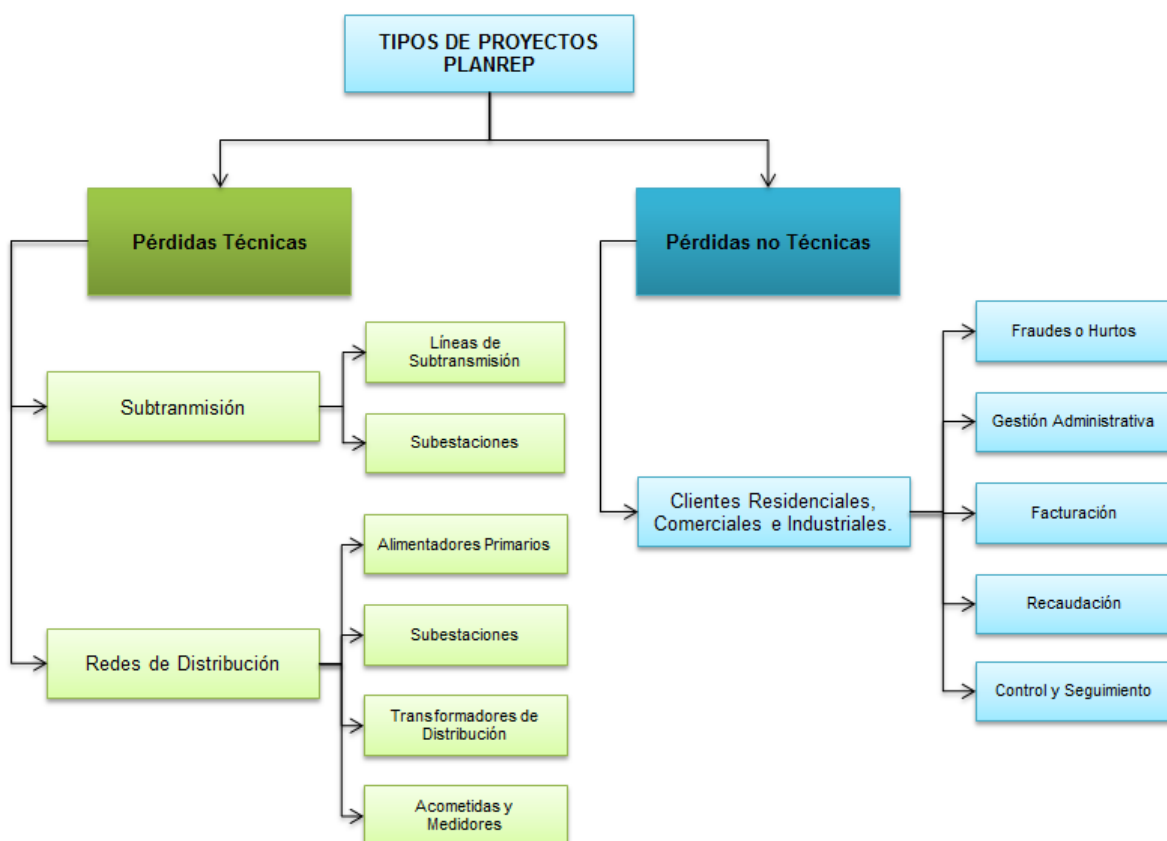 TIPOS DE PROYECTOS
PLANREP
Pérdidas Técnicas
Pérdidas no Técnicas
Subtranmisión
Líneas de
Subtransmisión
Subestaciones
Redes de Distribución
Alimentadores Primarios
Subestaciones
Transformadores de
Distribución
Acometidas y
Medidores
Clientes Residenciales,
Comerciales e Industriales.
Fraudes o Hurtos
Gestión Administrativa
Facturación
Recaudación
Control y Seguimiento